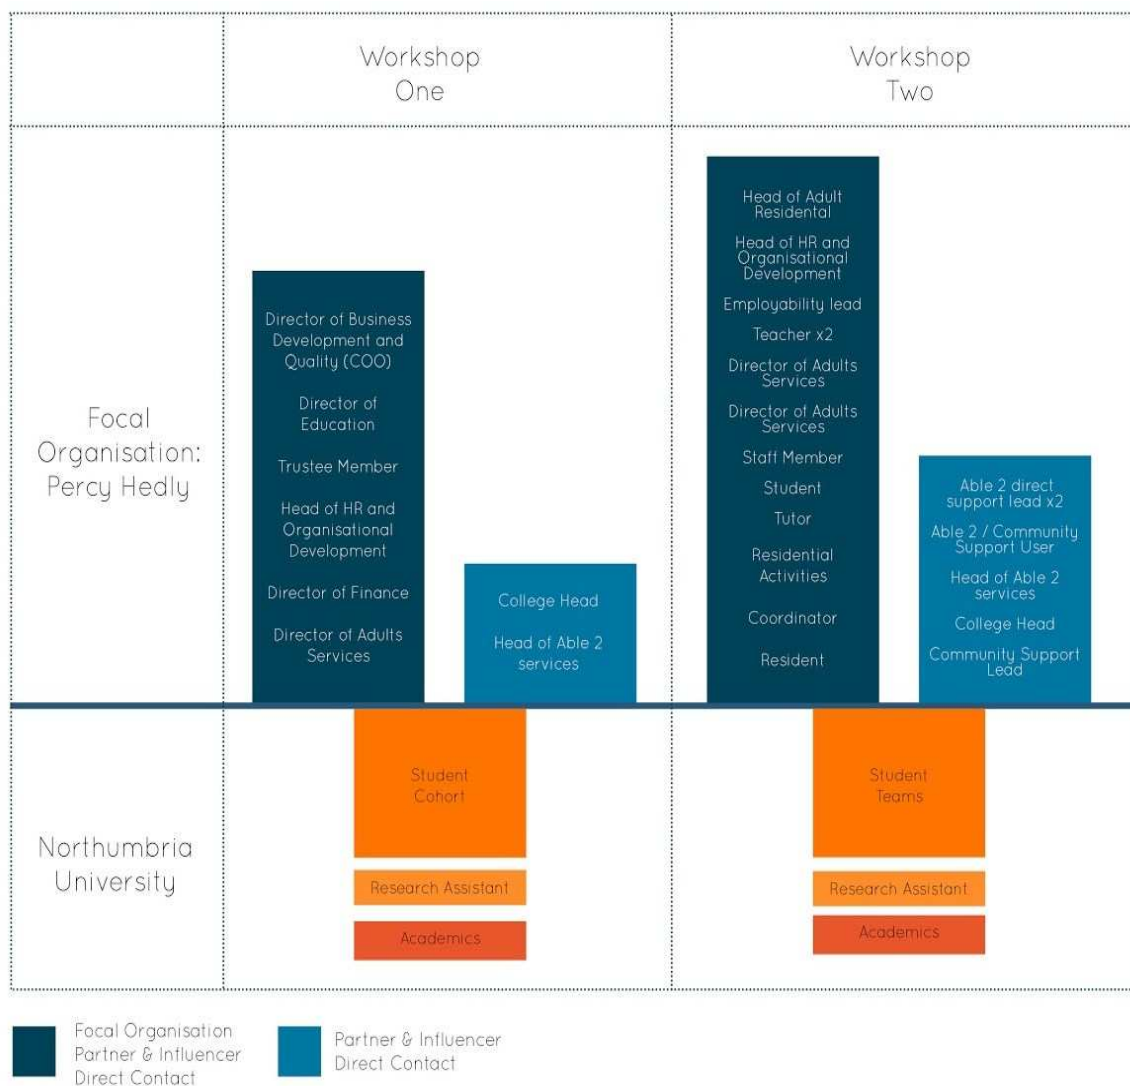 Workshop
One
Workshop
Two
Focal
Organisation:
Percy Hedly
Director of Business
Development and
Quality (COO)
Director of
Education
Trustee Member
Head of HR and
Organisational
Development
Director of Finance
Director of Adults
Services
College Head
Head of Able 2
services
Head of Adult
Residental
Head of HR and
Organisational
Development
Employability lead
Teacher x2
Director of Adults
Services
Director of Adults
Services
Staff Member
Student
Tutor
Residential
Activities
Coordinator
Resident
Able 2 direct
support lead x2
Able 2 / Community
Support User
Head of Able 2
services
College Head
Community Support
Lead
Northumbria
University
Student
Cohort
Research Assistant
Academics
Student
Teams
Research Assistant
Academics
Focal Organisation
Partner & Influencer
Direct Contact
Partner & Influencer
Direct Contact